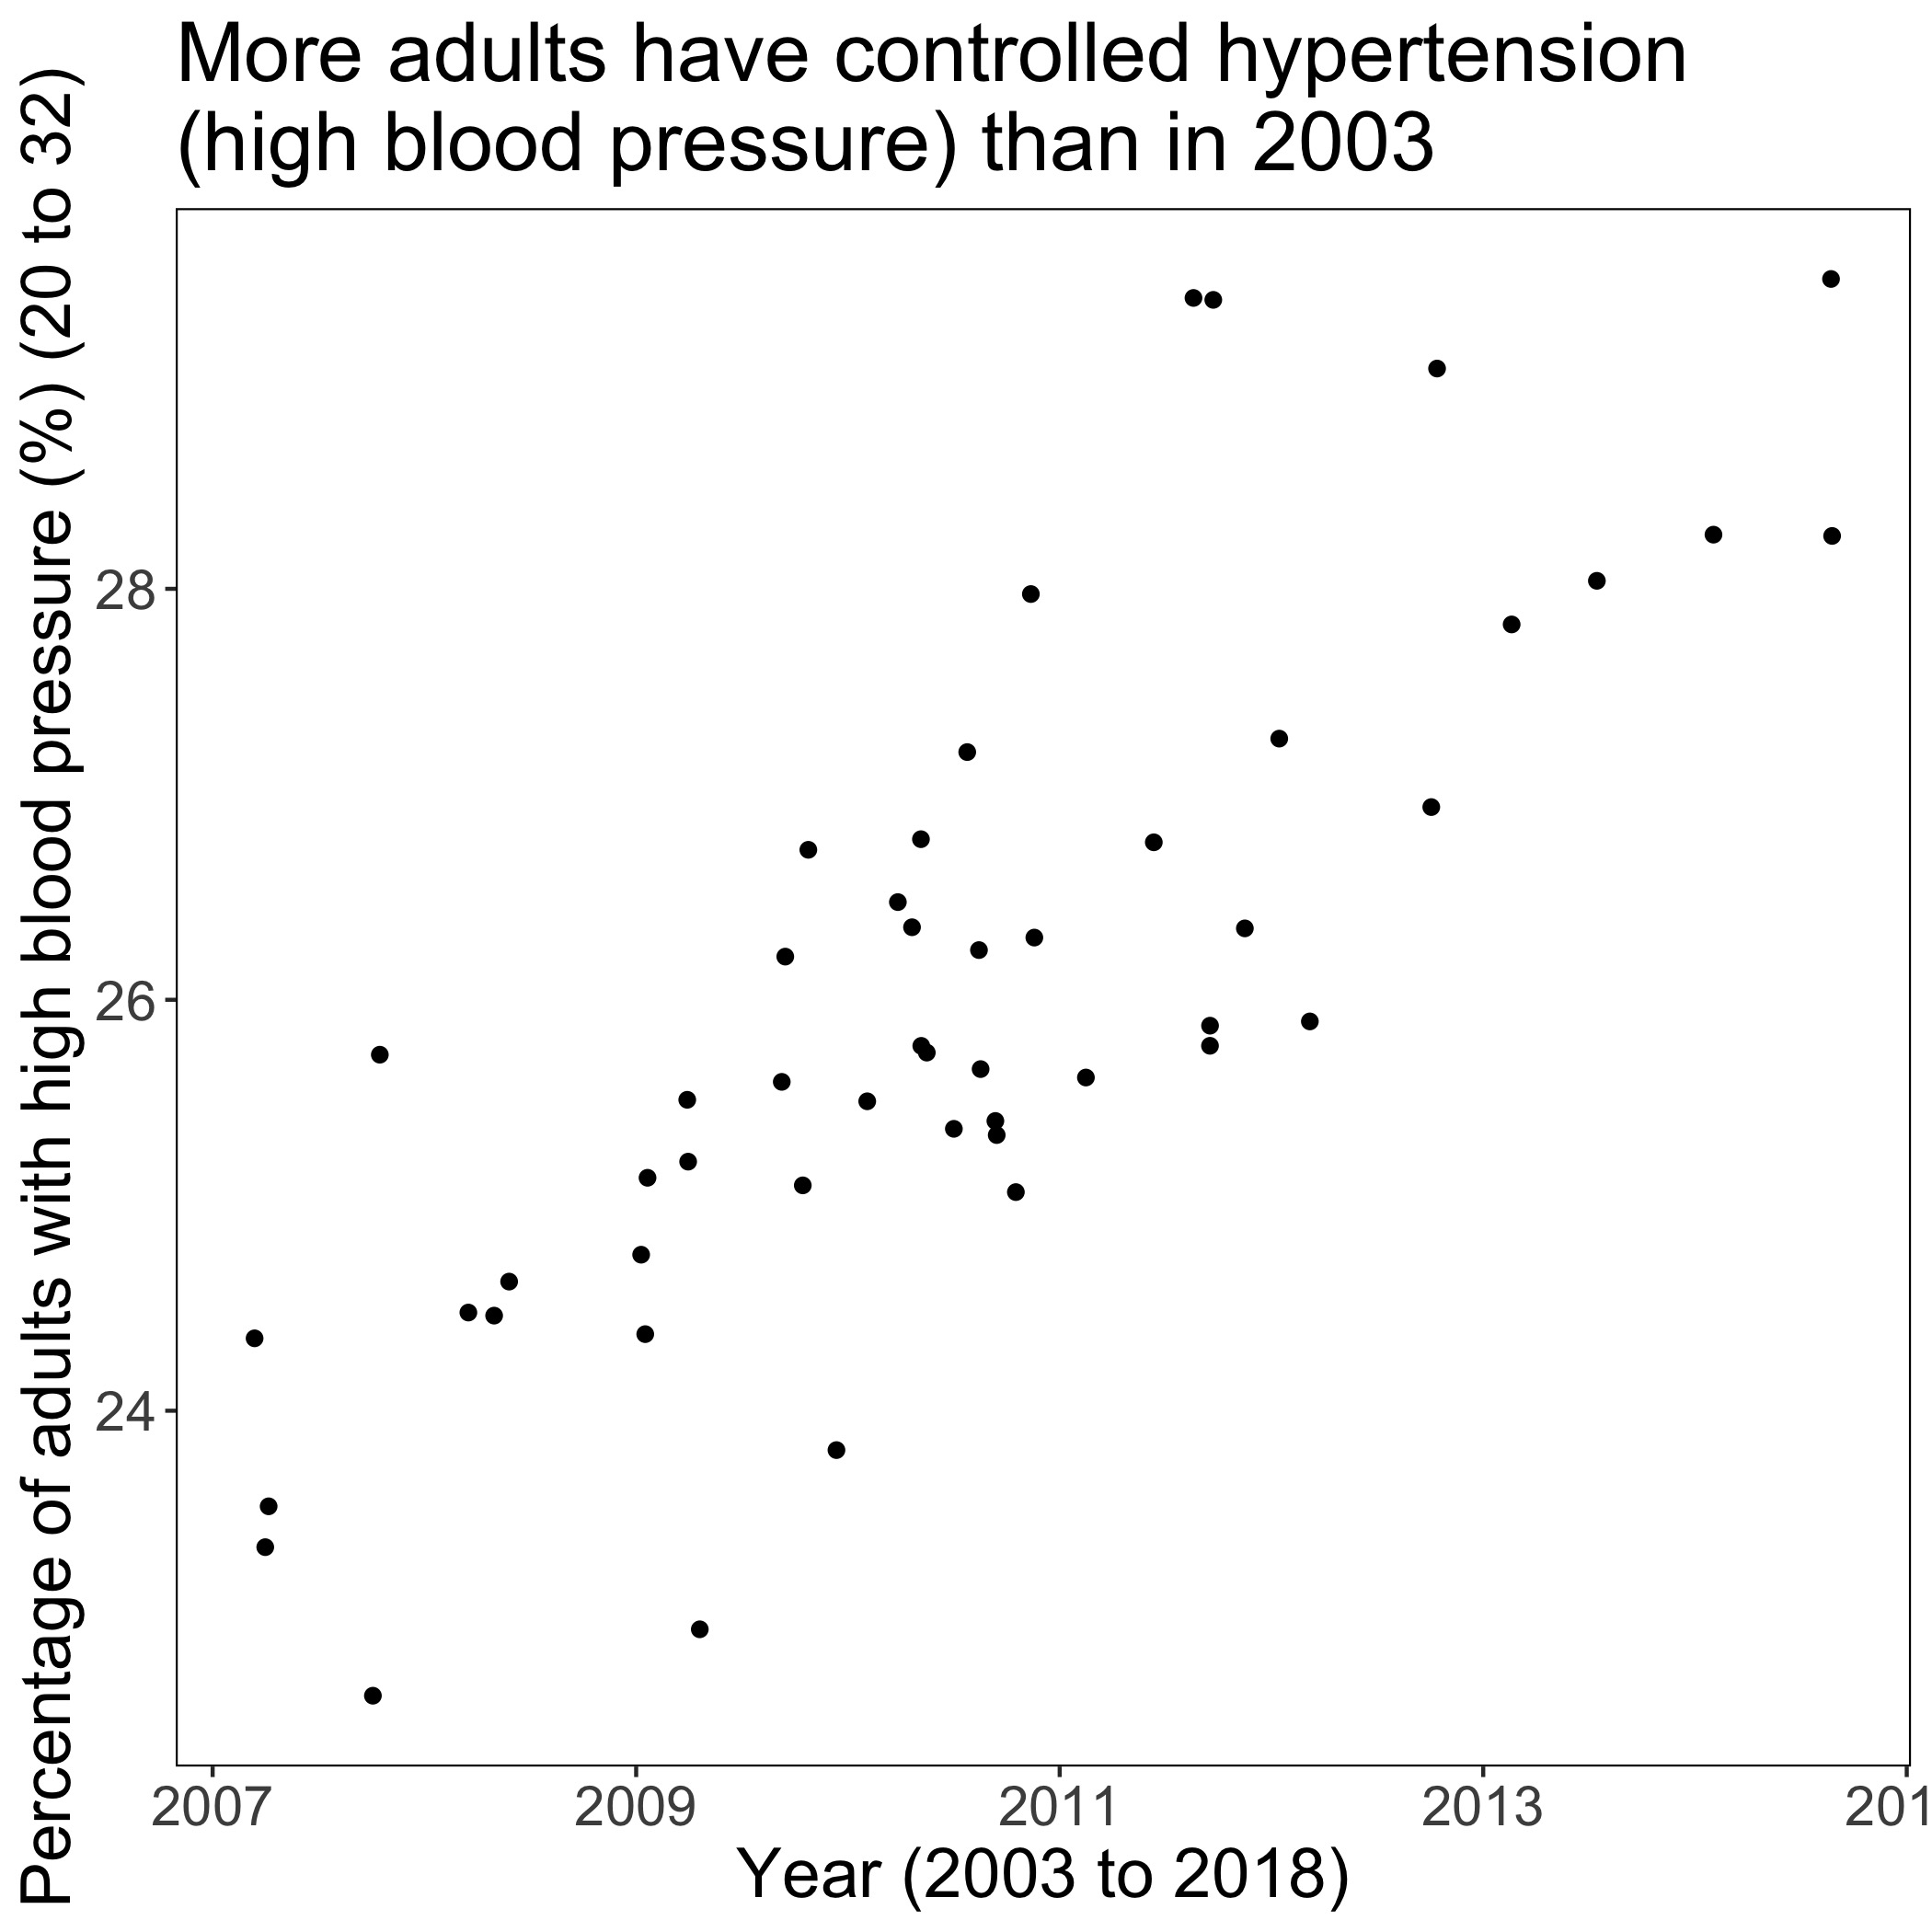 More adults have controlled hypertension
(high blood pressure) than in 2003
Percentage of adults with high blood pressure (%) (20 to 32)
28
26
24
2007
2009
2011
2013
201
Year (2003 to 2018)